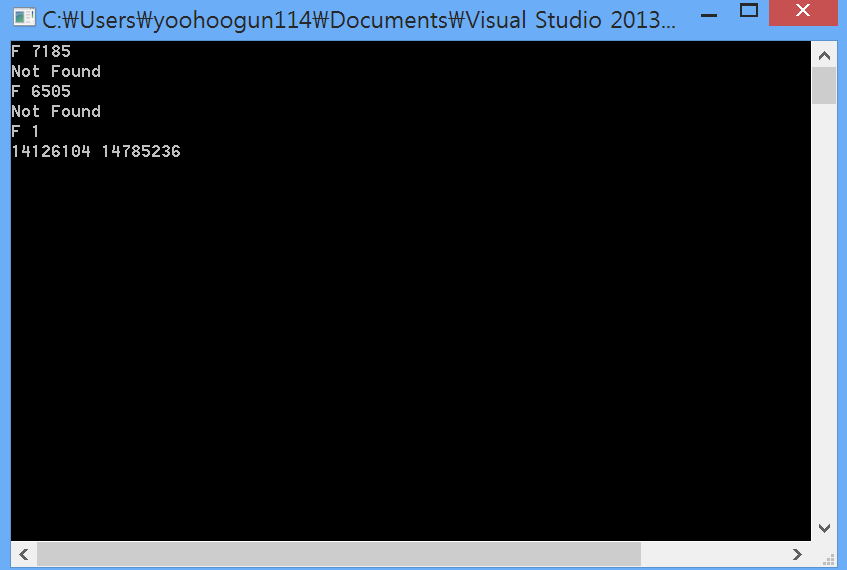 C:₩Users₩yoohoogun114₩Documents₩Visual Studio 2013...
F 7185
Not Found
F 6505
Not Found
F 1
14126104 14785236